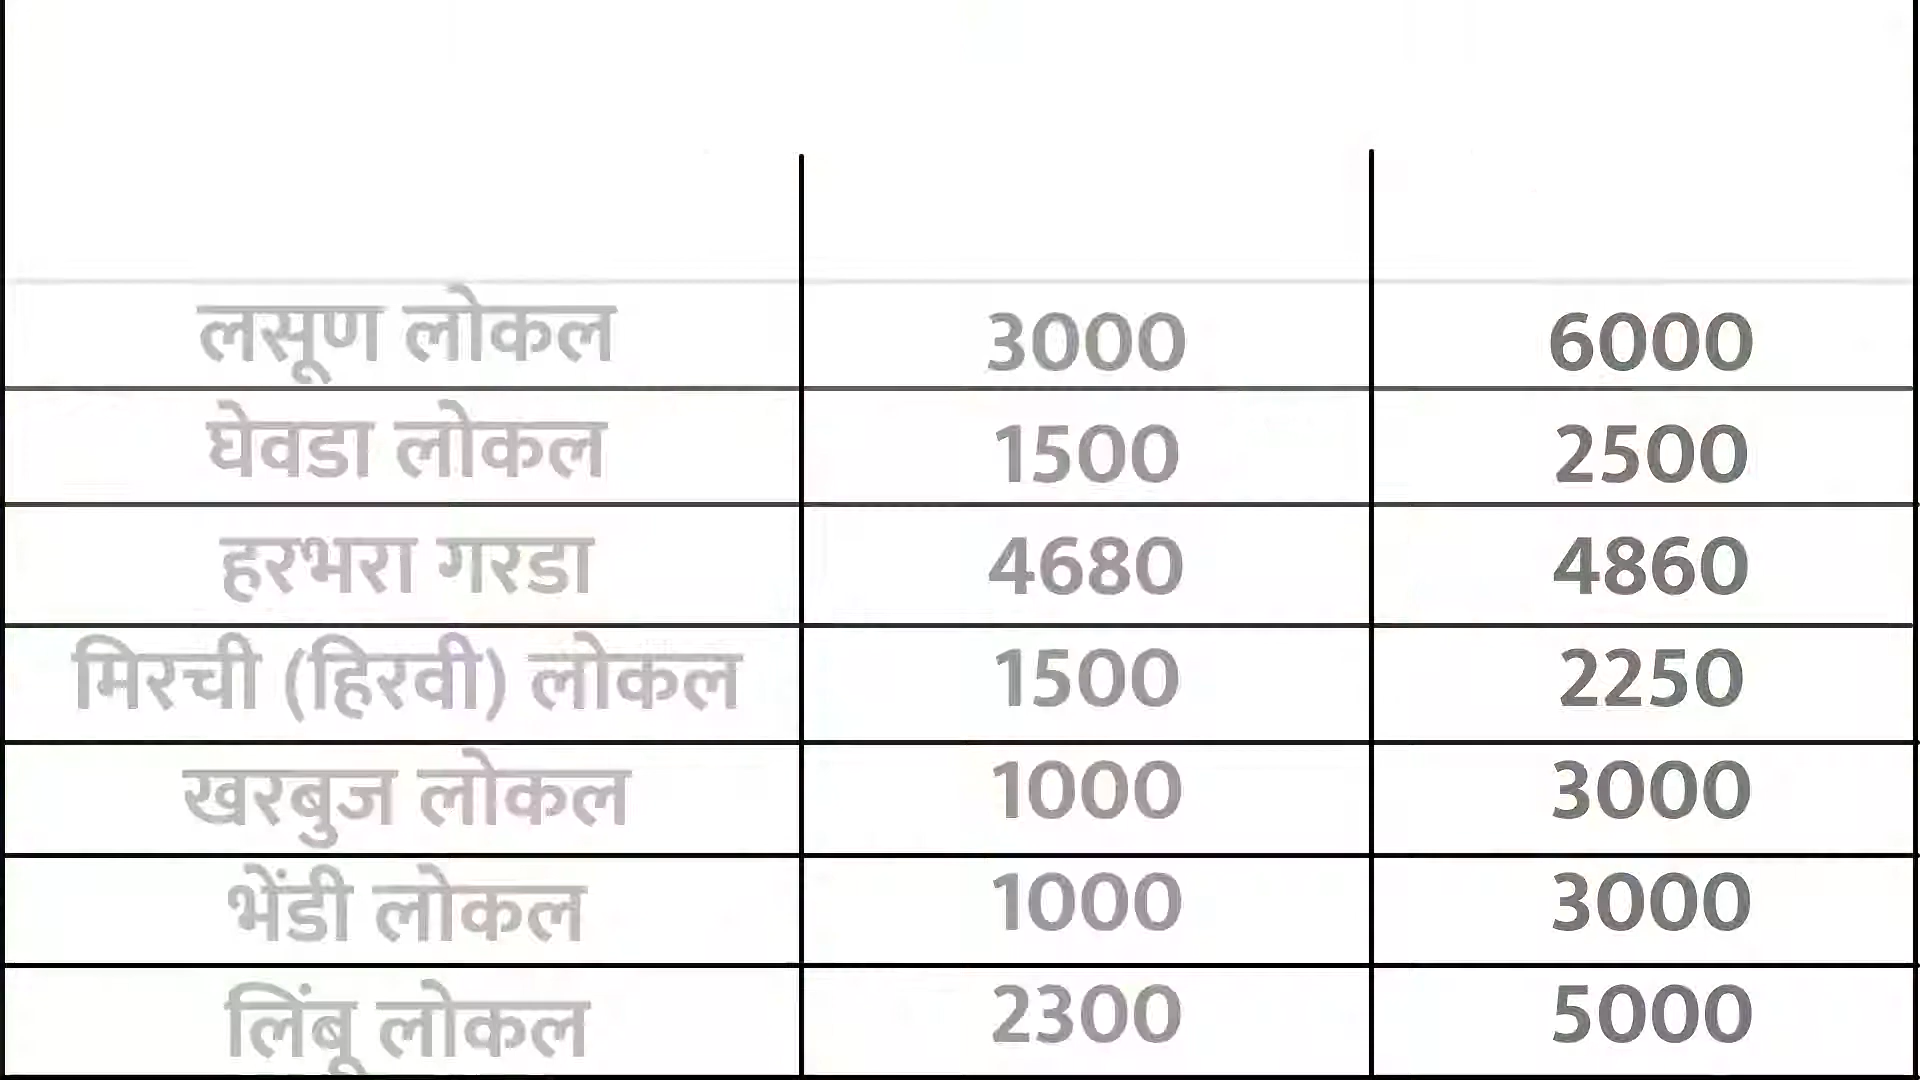 लसूण लोकल 3000 6000
घेवडा लोकल 1500 2500
हरभरा गरडा 4680 4860
मिरची (हिरवी) लोकल 1500 2250
खरबुज लोकल 1000 3000
भेंडी लोकल 1000 3000
लिंबू लोकल 2300 5000